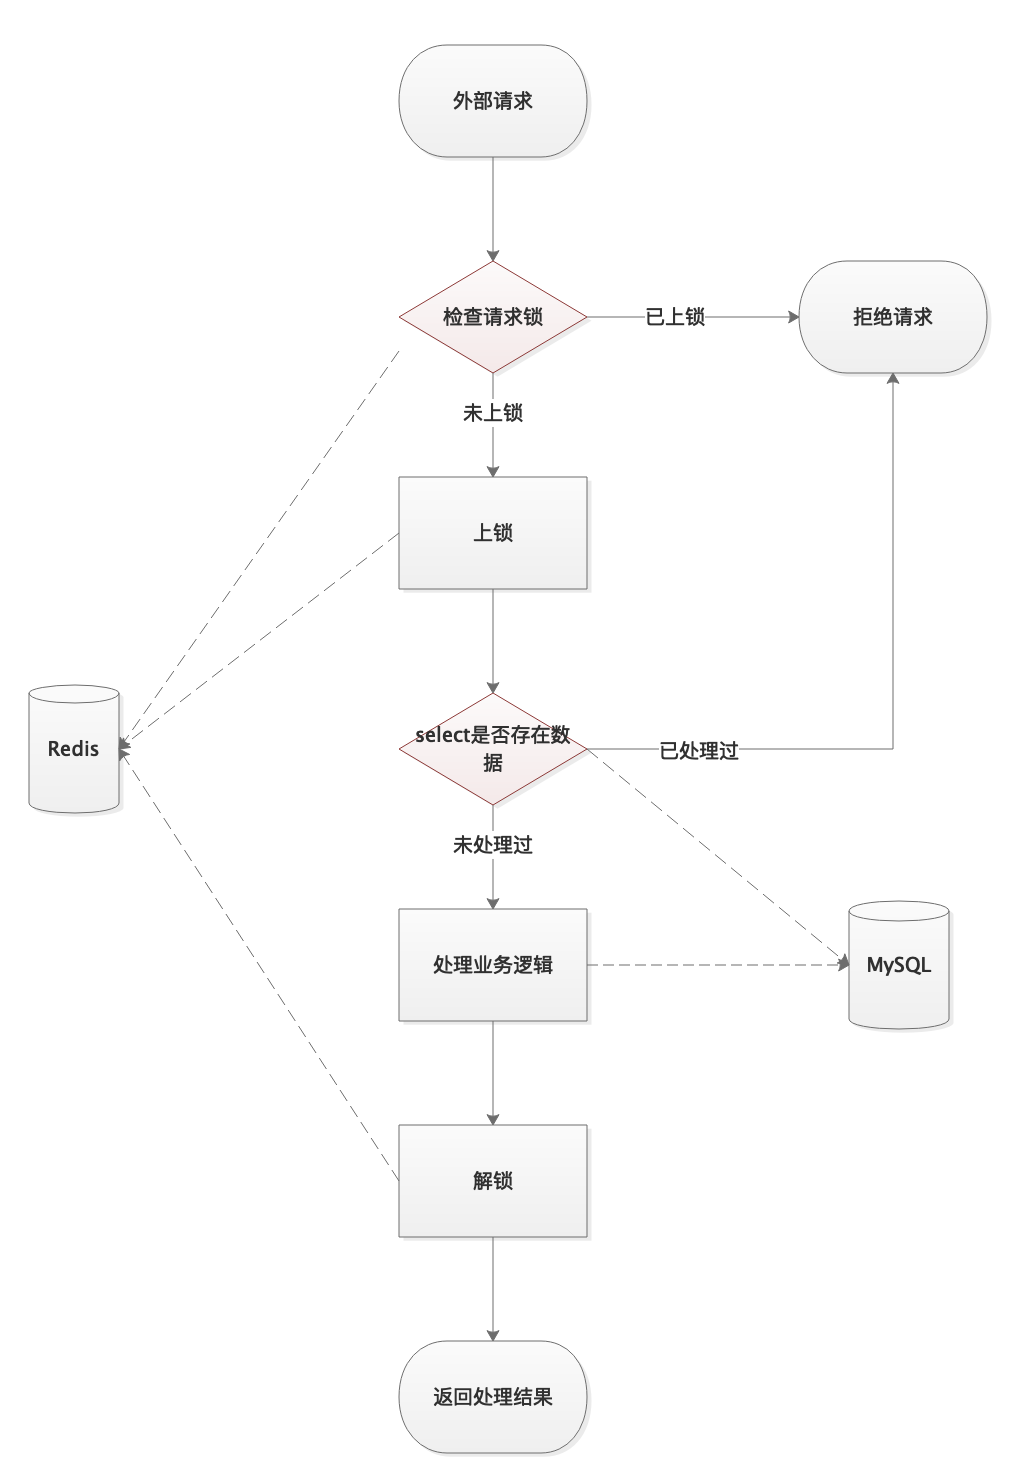 外部请求
检查请求锁
已上锁
拒绝请求
未上锁
上锁
select是否存在数
据
已处理过
Redis
未处理过
处理业务逻辑
MySQL
解锁
返回处理结果